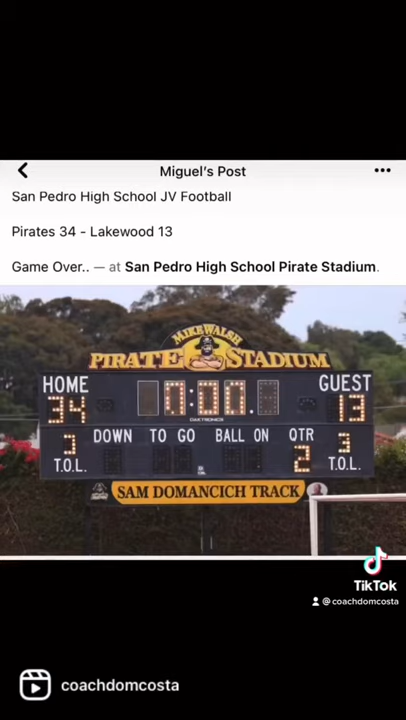 Miguel's Post
San Pedro High School JV Football
Pirates 34 - Lakewood 13
Game Over.. — at San Pedro High School Pirate Stadium.
MIKE WALSH
PIRATE STADIUM
HOME
GUEST
34
0:00.
13
DAKTRONICS
DOWN
TO GO
BALL ON
QTR
3
2
3
T.O.L.
T.O.L.
SAM DOMANCICH TRACK
TikTok
@coachdomcosta
coachdomcosta